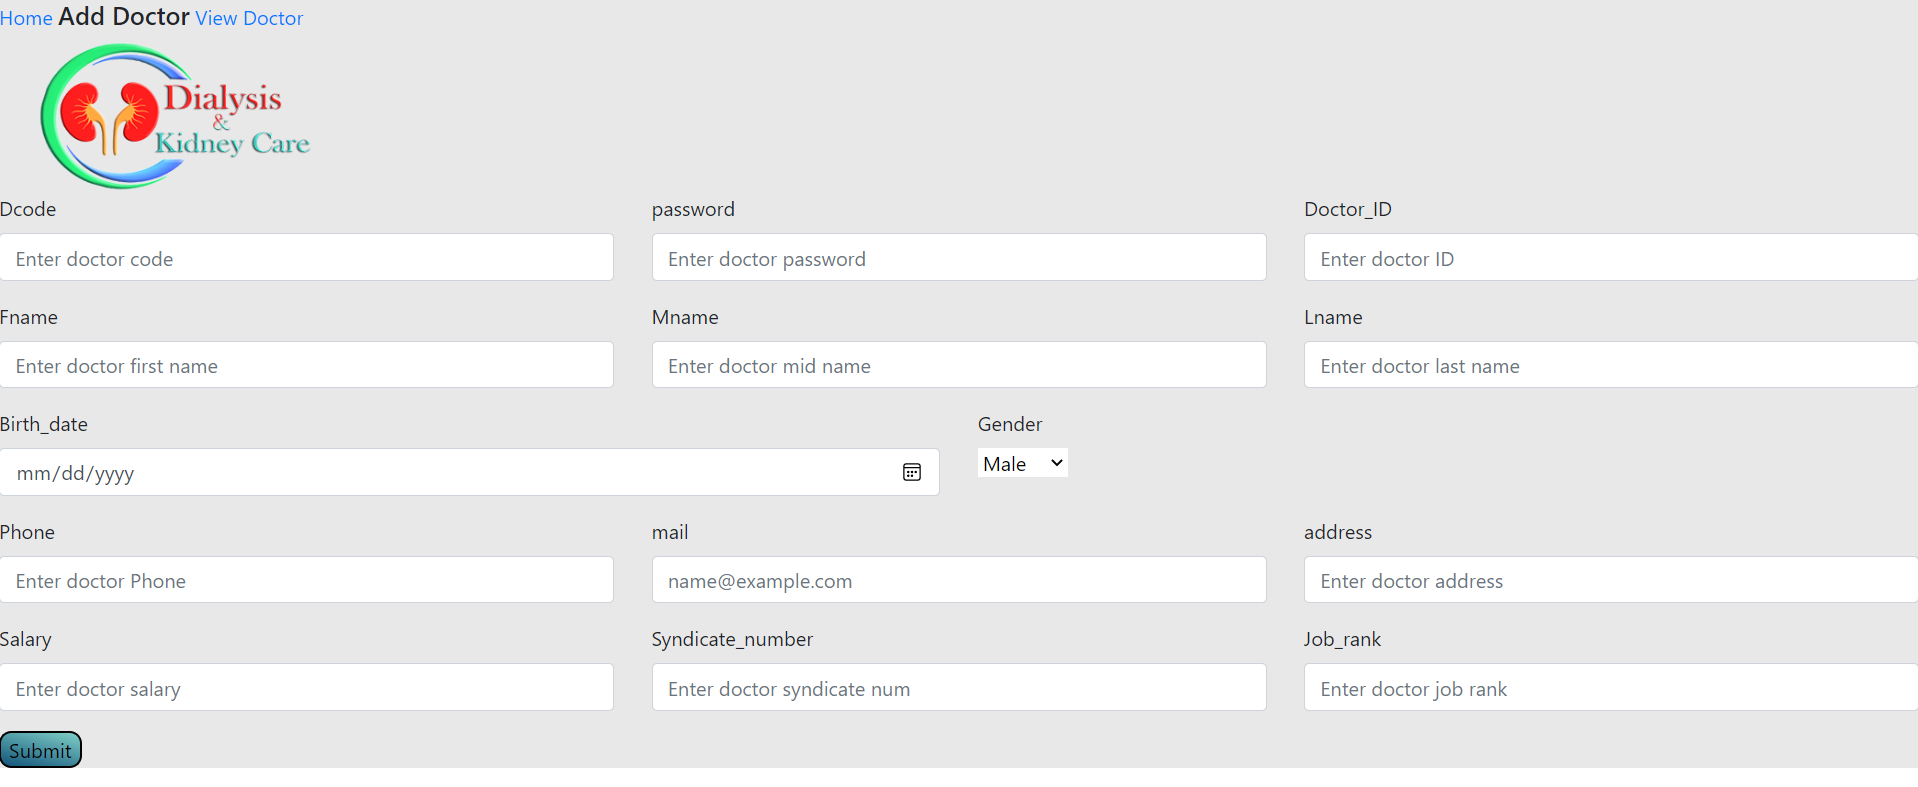 Home Add Doctor View Doctor
Dialysis
&
Kidney Care
Dcode password Doctor_ID
Enter doctor code Enter doctor password Enter doctor ID
Fname Mname Lname
Enter doctor first name Enter doctor mid name Enter doctor last name
Birth_date Gender
mm/dd/yyyy Male
Phone mail address
Enter doctor Phone name@example.com Enter doctor address
Salary Syndicate_number Job_rank
Enter doctor salary Enter doctor syndicate num Enter doctor job rank
Submit